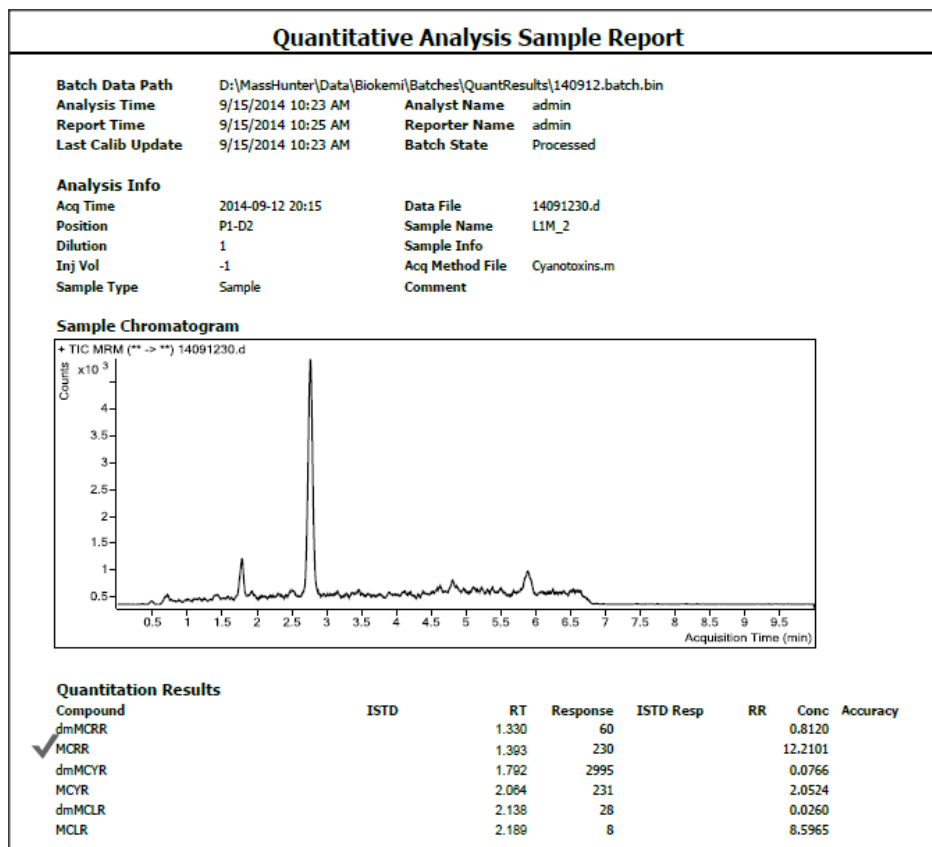 Quantitative Analysis Sample Report
Batch Data Path D:\MassHunter\Data\Biokemi\Batches\QuantResults\140912.batch.bin
Analysis Time 9/15/2014 10:23 AM Analyst Name admin
Report Time 9/15/2014 10:25 AM Reporter Name admin
Last Calib Update 9/15/2014 10:23 AM Batch State Processed
Analysis Info
Acq Time 2014-09-12 20:15 Data File 14091230.d
Position P1-D2 Sample Name L1M_2
Dilution 1 Sample Info
Inj Vol -1 Acq Method File Cyanotoxins.m
Sample Type Sample Comment
Sample Chromatogram
+ TIC MRM (** -> **) 14091230.d
Counts x10 3
4
3.5
3
2.5
2
1.5
1
0.5
0.5 1 1.5 2 2.5 3 3.5 4 4.5 5 5.5 6 6.5 7 7.5 8 8.5 9 9.5
Acquisition Time (min)
Quantitation Results
Compound ISTD RT Response ISTD Resp RR Conc Accuracy
dmMCRR 1.330 60 0.8120
MCRR 1.393 230 12.2101
dmMCYR 1.792 2995 0.0766
MCYR 2.064 231 2.0524
dmMCLR 2.138 28 0.0260
MCLR 2.189 8 8.5965